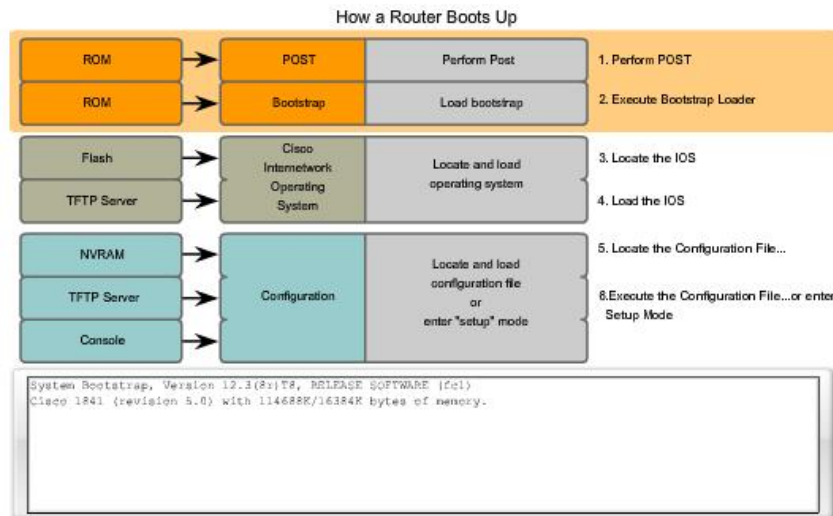 How a Router Boots Up
ROM
POST
Perform Post
1. Perform POST
ROM
Bootstrap
Load bootstrap
2. Execute Bootstrap Loader
Flash
Cisco
Internetwork
Operating
System
Locate and load
operating system
3. Locate the IOS
TFTP Server
4. Load the IOS
NVRAM
Configuration
Locate and load
configuration file
or
enter "setup" mode
5. Locate the Configuration File...
TFTP Server
6.Execute the Configuration File...or enter
Setup Mode
Console
System Bootstrap, Version 12.3(8r)T8, RELEASE SOFTWARE (fc1)
Cisco 1841 (revision 5.0) with 114688K/16384K bytes of memory.